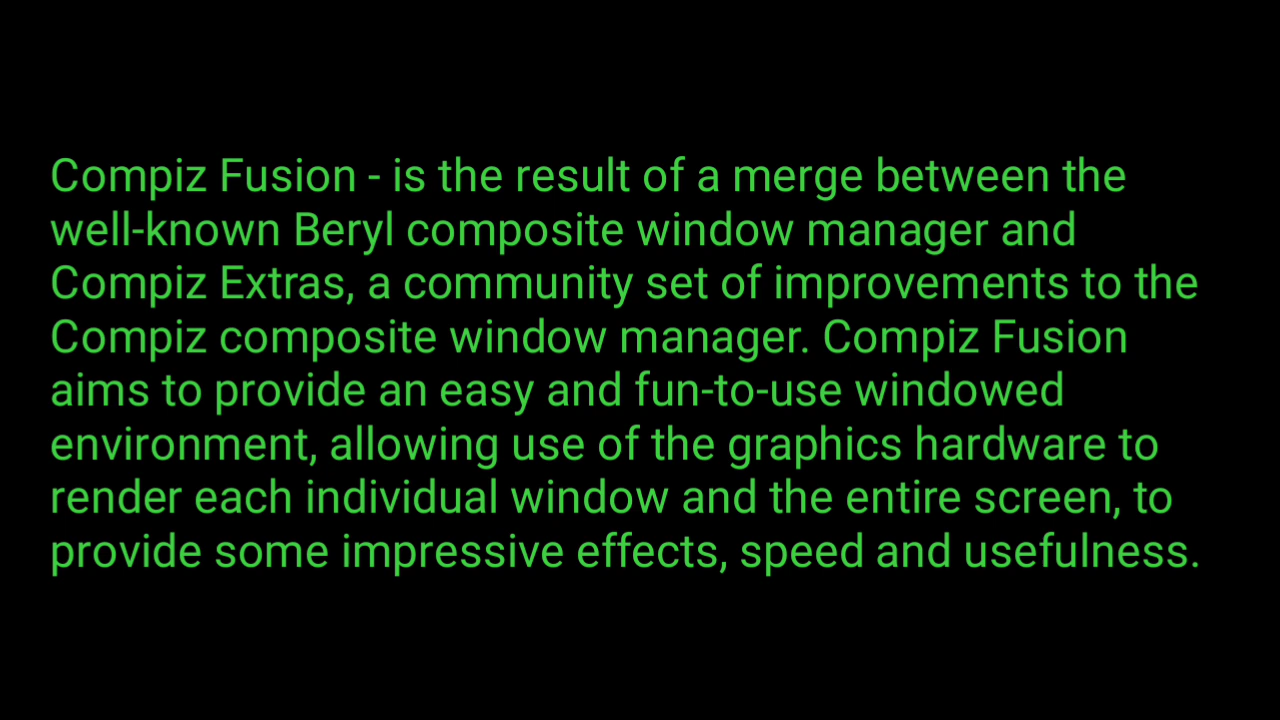 Compiz Fusion - is the result of a merge between the
well-known Beryl composite window manager and
Compiz Extras, a community set of improvements to the
Compiz composite window manager. Compiz Fusion
aims to provide an easy and fun-to-use windowed
environment, allowing use of the graphics hardware to
render each individual window and the entire screen, to
provide some impressive effects, speed and usefulness.